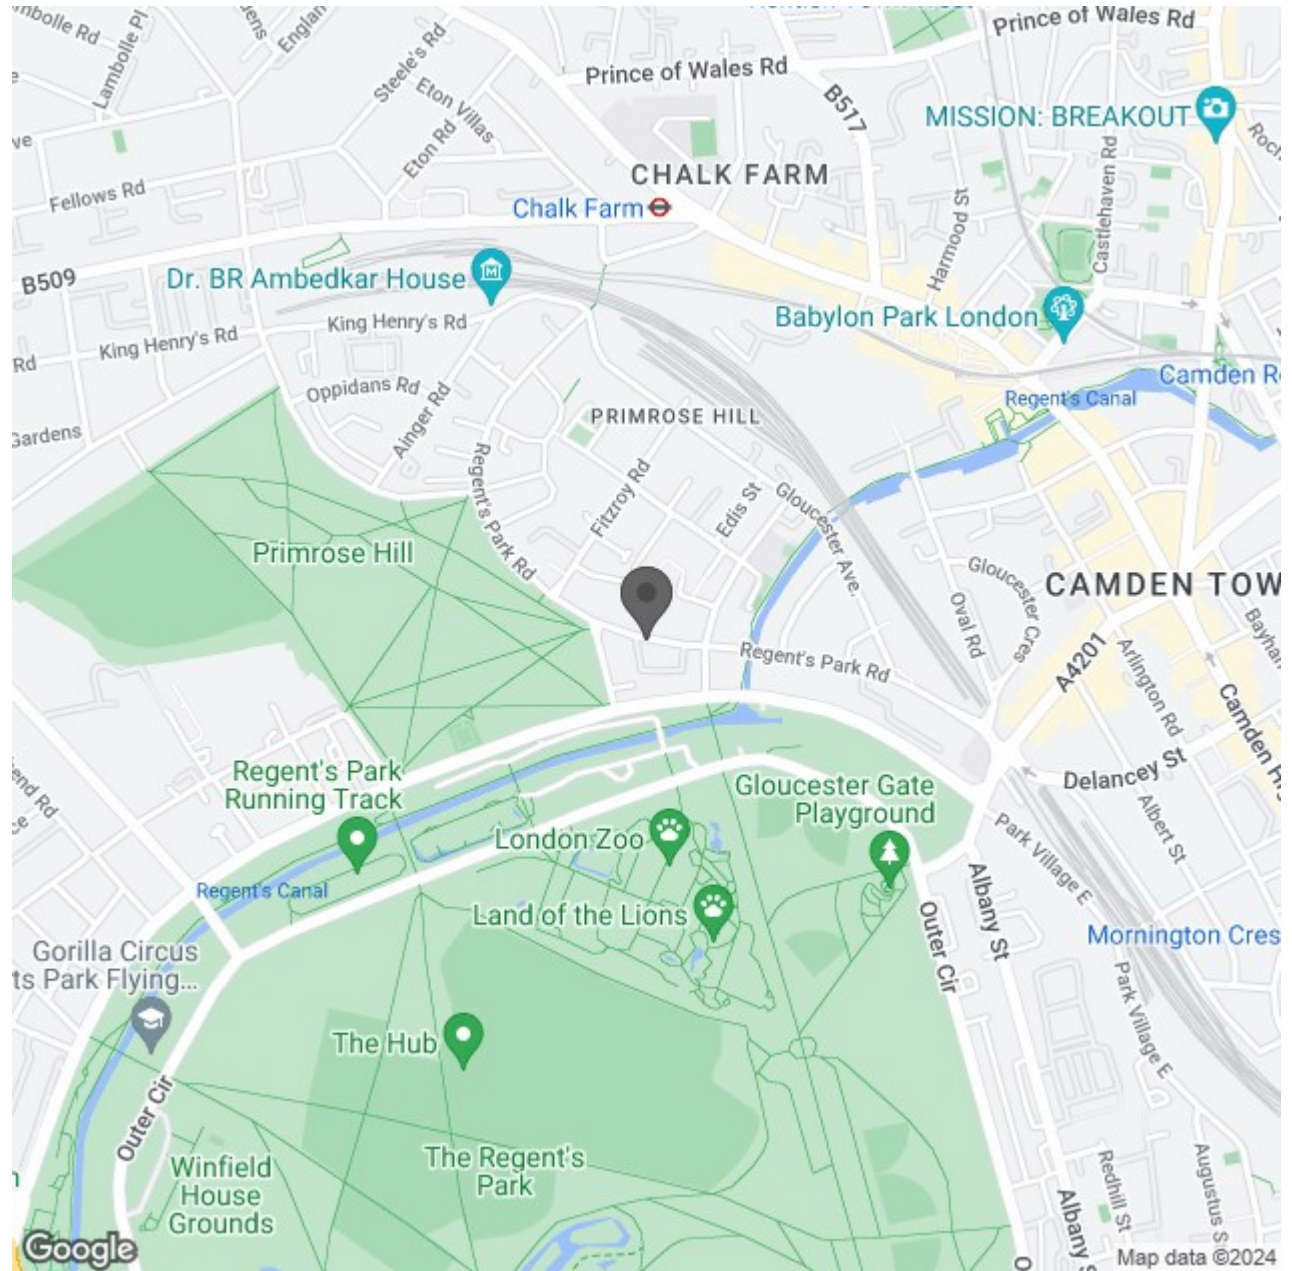 Prince of Wales Rd
England
Steele's Rd
Lambolle Pl
Prince of Wales Rd
Eton Villas
B517
MISSION: BREAKOUT
Eton Rd
CHALK FARM
Fellows Rd
Chalk Farm
Harmood St
Castlehaven Rd
B509
Dr. BR Ambedkar House
Babylon Park London
King Henry's Rd
King Henry's Rd
Rd
Oppidans Rd
Ainger Rd
PRIMROSE HILL
Regent's Canal
Gardens
Regent's Park Rd
Fitzroy Rd
Edis St
Gloucester Ave.
Primrose Hill
Gloucester Cres
CAMDEN TOW
Oval Rd
Regent's Park Rd
A4201
Arlington Rd
Camden Hi
Regent's Park
Running Track
Gloucester Gate
Playground
Delancey St
Albert St
London Zoo
Park Village E
Regent's Canal
Land of the Lions
Albany St
Outer Cir
Mornington Cres
Gorilla Circus
ts Park Flying...
The Hub
Park Village E
Outer Cir
The Regent's
Park
Winfield
House
Grounds
Redhill St
Augustus S
Albany S
Google
Map data ©2024